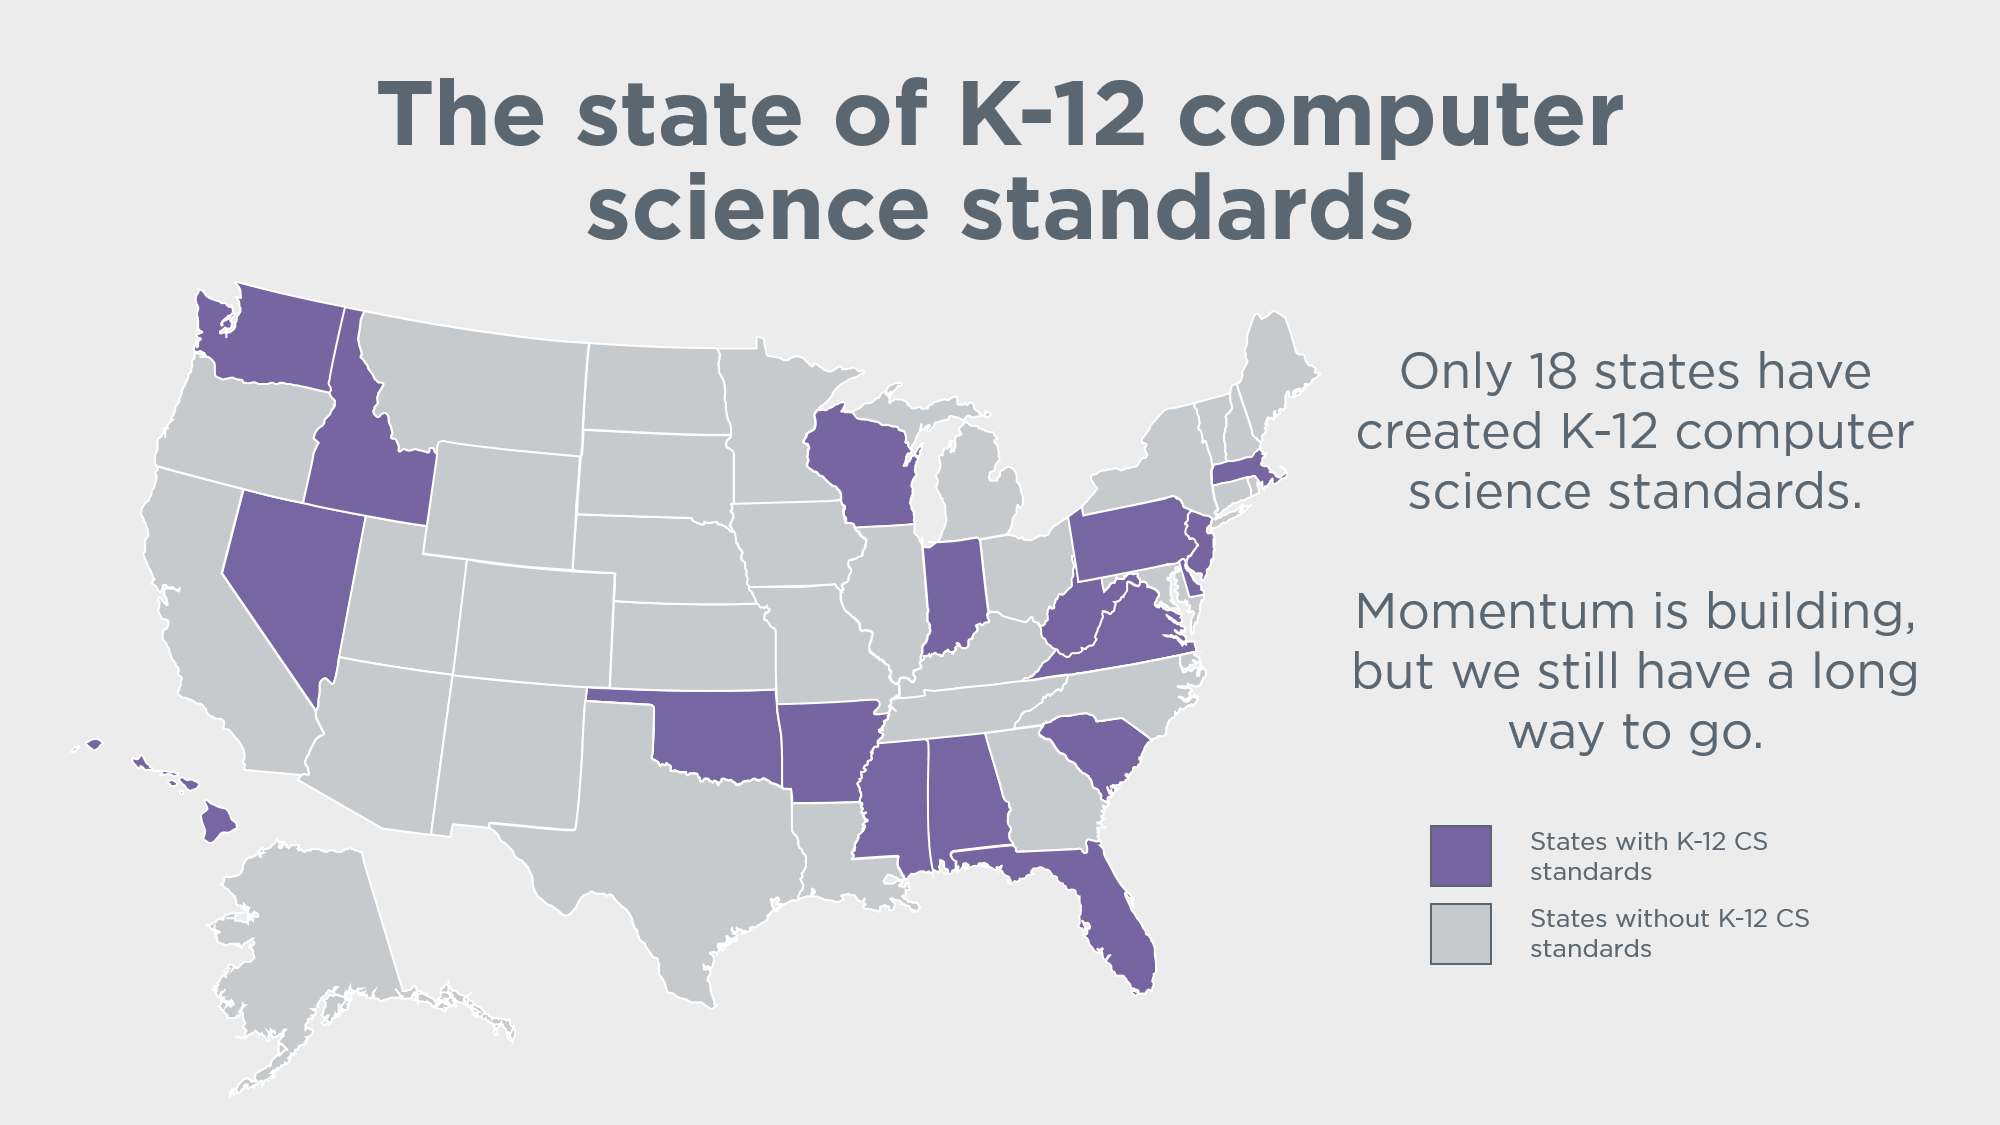 The state of K-12 computer
science standards
Only 18 states have
created K-12 computer
science standards.
Momentum is building,
but we still have a long
way to go.
States with K-12 CS
standards
States without K-12 CS
standards